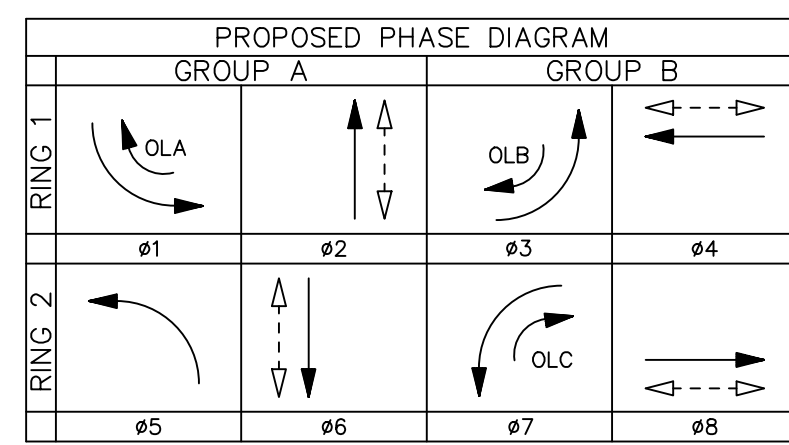 PROPOSED PHASE DIAGRAM
GROUP A GROUP B
RING 1
OLA
OLB
ø1 ø2 ø3 ø4
RING 2
OLC
ø5 ø6 ø7 ø8